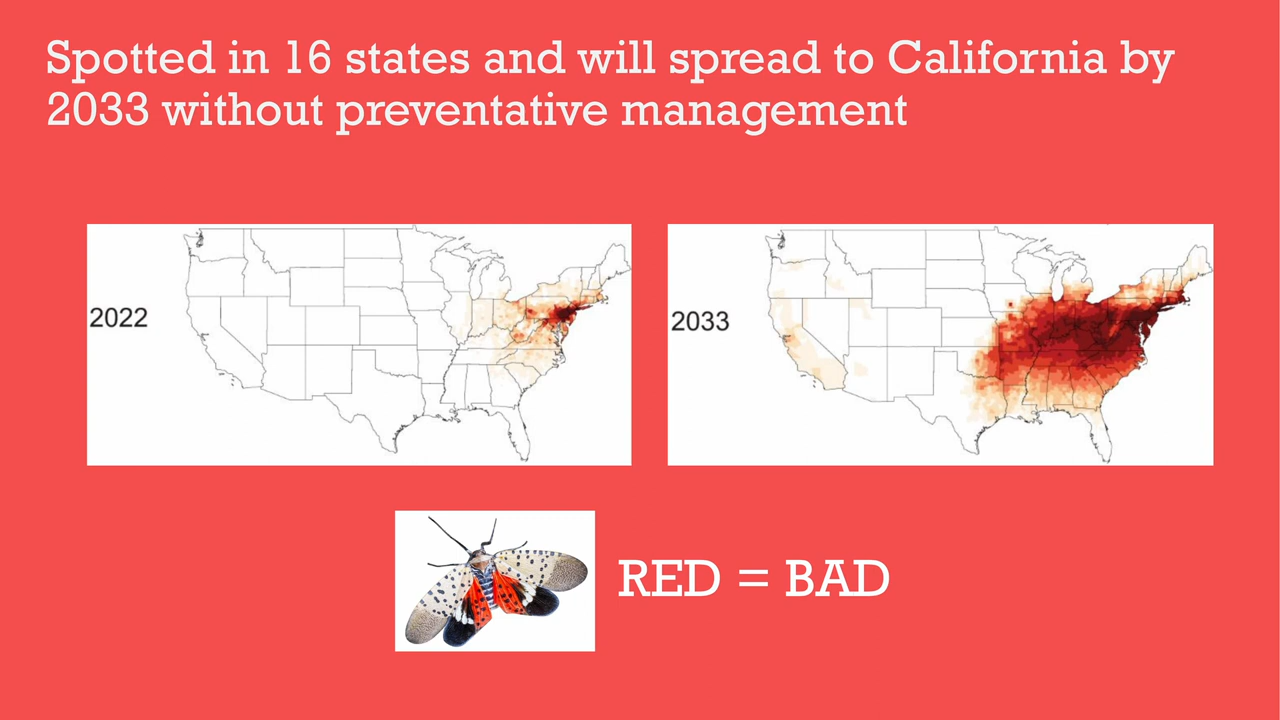 Spotted in 16 states and will spread to California by
2033 without preventative management
2022
2033
RED = BAD